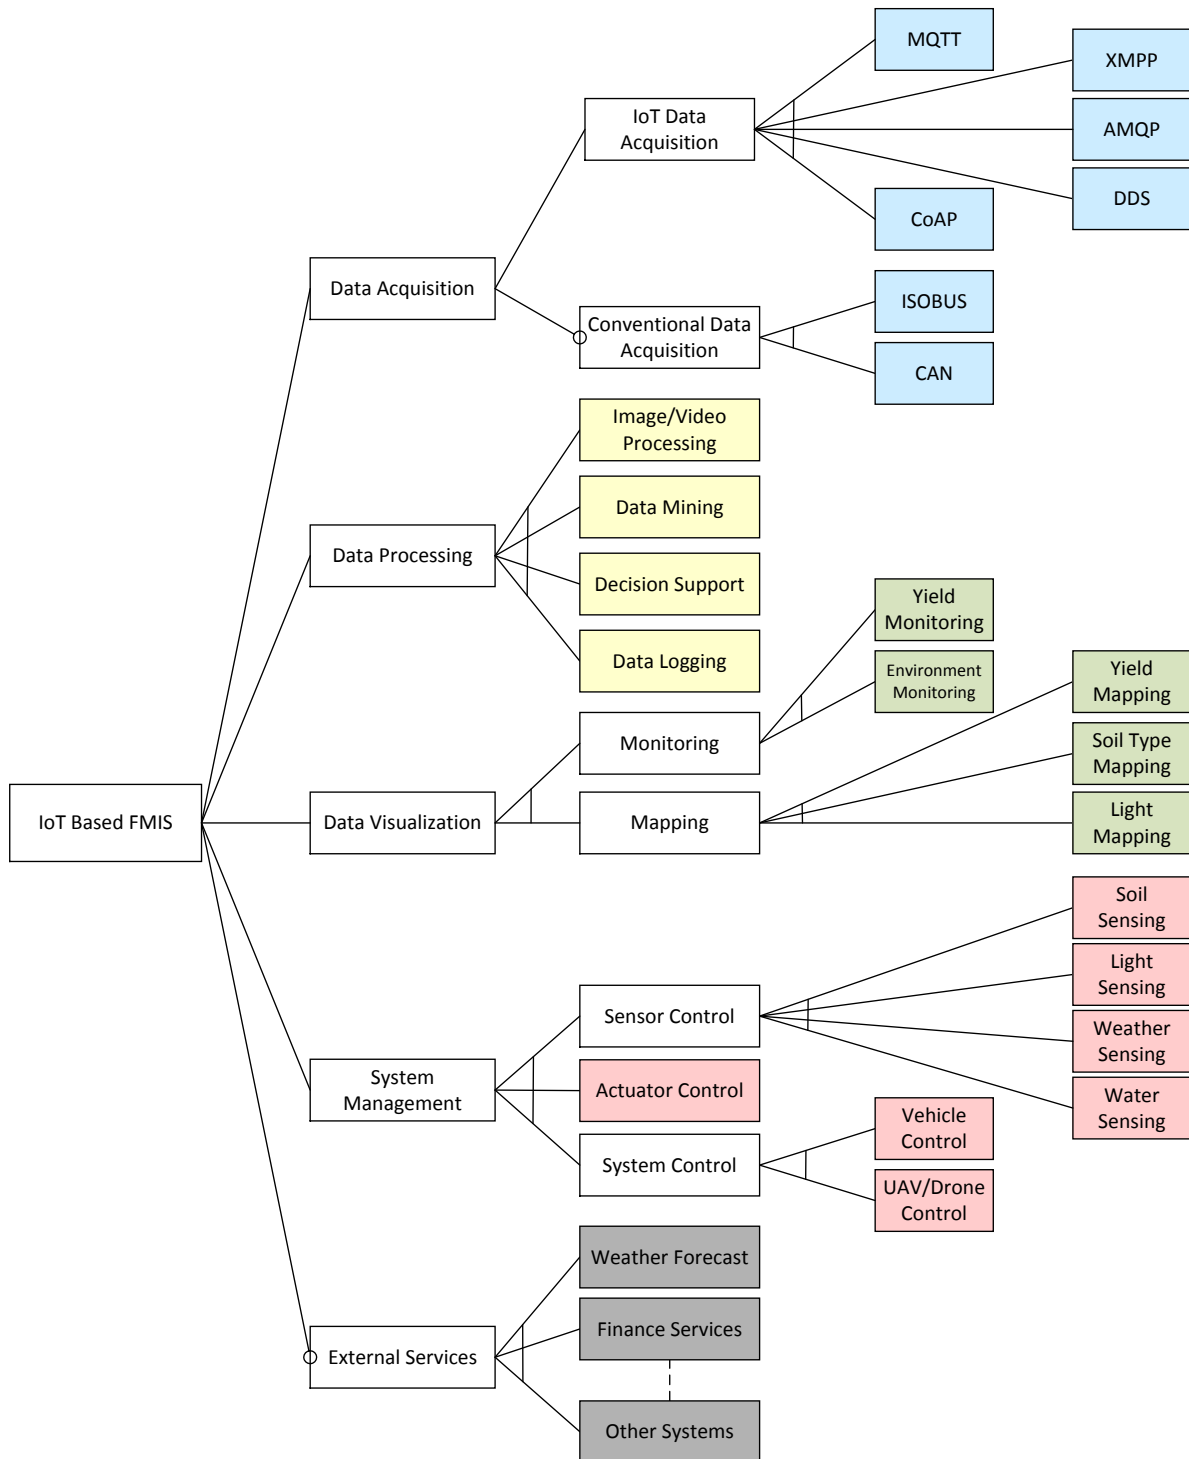 MQTT
XMPP
IoT Data
Acquisition
AMQP
DDS
CoAP
Data Acquisition
ISOBUS
Conventional Data
Acquisition
CAN
Image/Video
Processing
Data Mining
Data Processing
Decision Support
Yield
Monitoring
Data Logging
Environment
Monitoring
Yield
Mapping
Monitoring
Soil Type
Mapping
IoT Based FMIS
Data Visualization
Mapping
Light
Mapping
Soil
Sensing
Light
Sensing
Sensor Control
Weather
Sensing
System
Management
Actuator Control
Water
Sensing
Vehicle
Control
System Control
UAV/Drone
Control
Weather Forecast
Finance Services
External Services
Other Systems